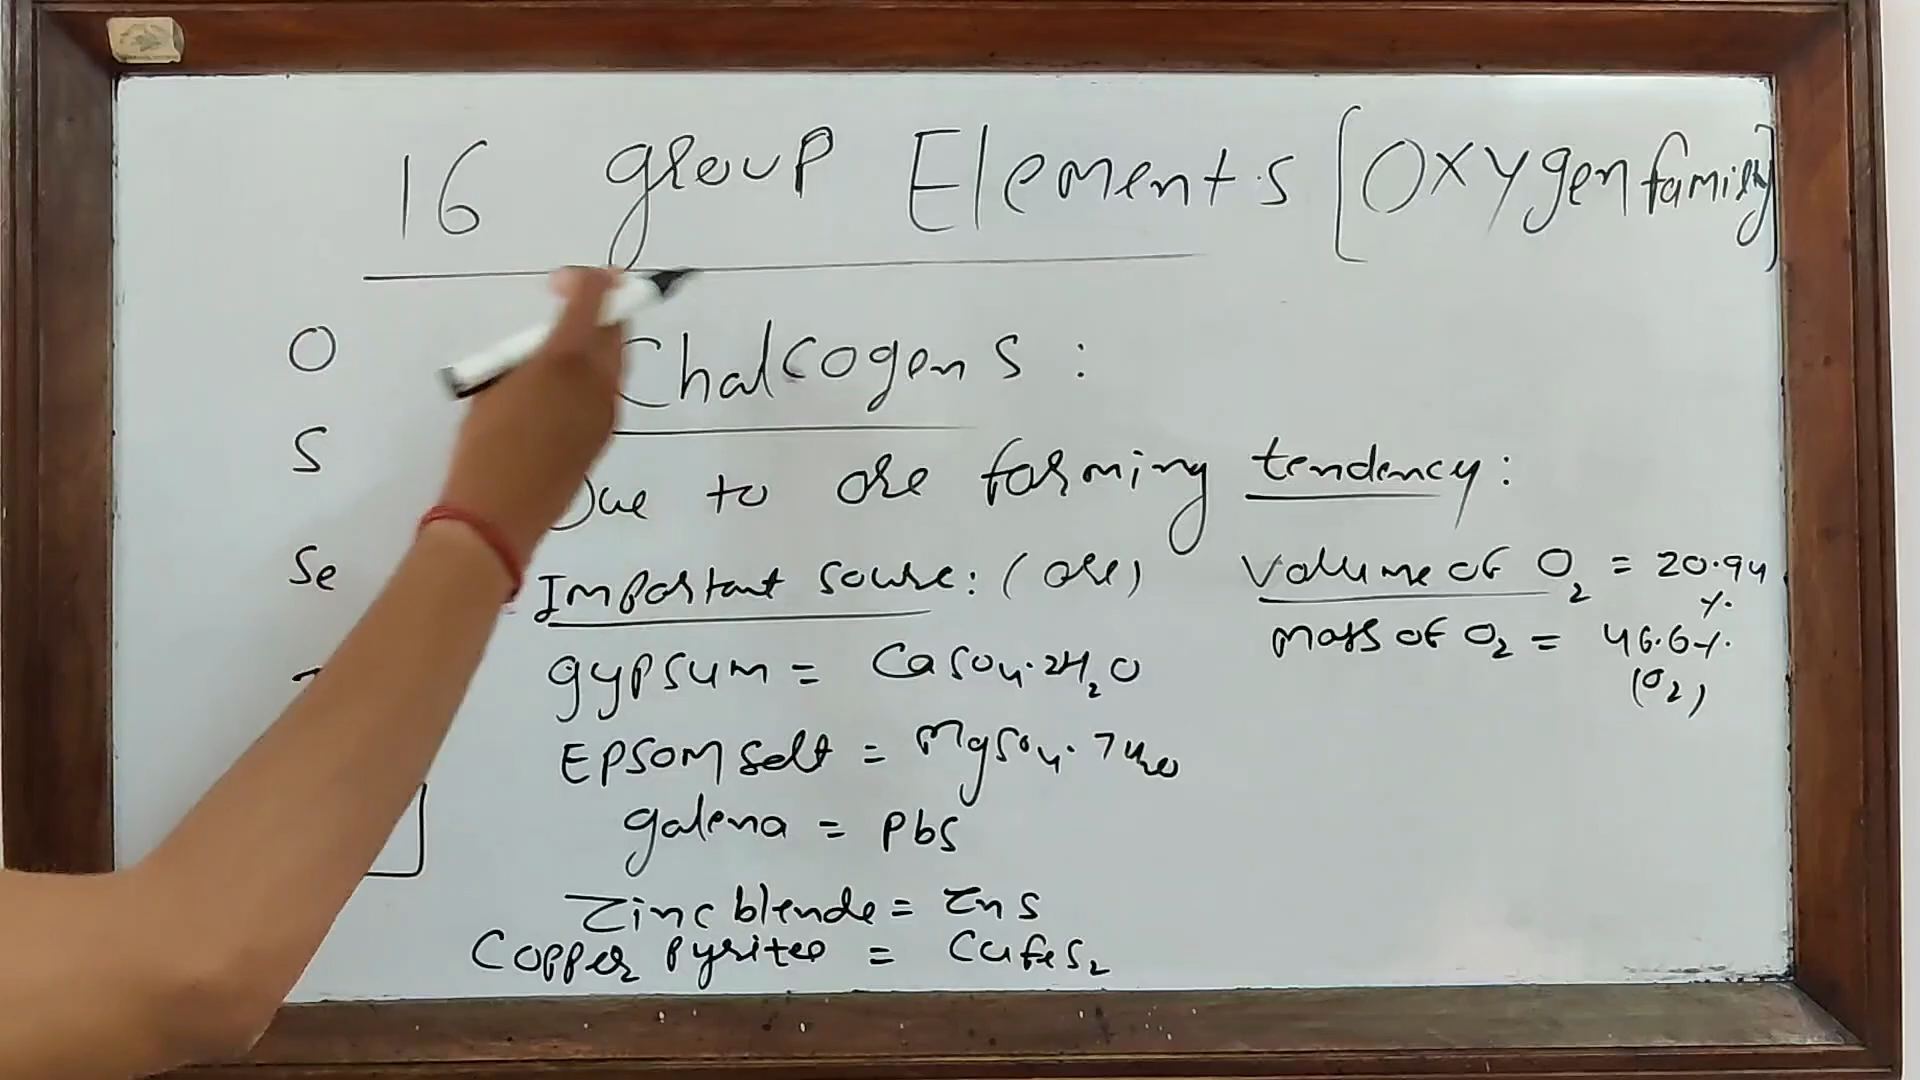 16 group Elements [Oxygen family]
O
Chalcogens :
S
Due to ore forming tendency :
Se
Important sourse : (ore)
Volume of O₂ = 20.94 %
mass of O₂ = 46.6%
(O₂)
gypsum = CaSO₄·2H₂O
EPSOM Salt = MgSO₄·7H₂O
galena = PbS
Zinc blende = ZnS
Copper Pyrites = CuFeS₂